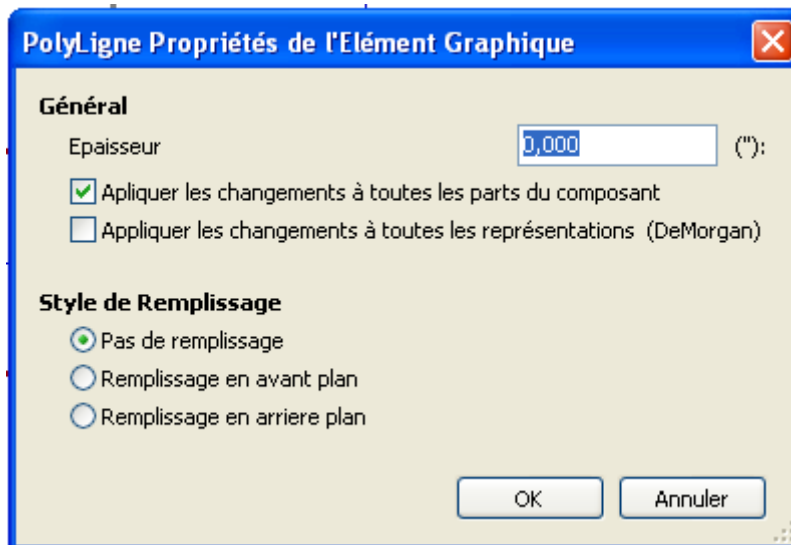 PolyLigne Propriétés de l'Elément Graphique
Général
Epaisseur 0,000 ("):
Apliquer les changements à toutes les parts du composant
Appliquer les changements à toutes les représentations (DeMorgan)
Style de Remplissage
Pas de remplissage
Remplissage en avant plan
Remplissage en arriere plan
OK Annuler